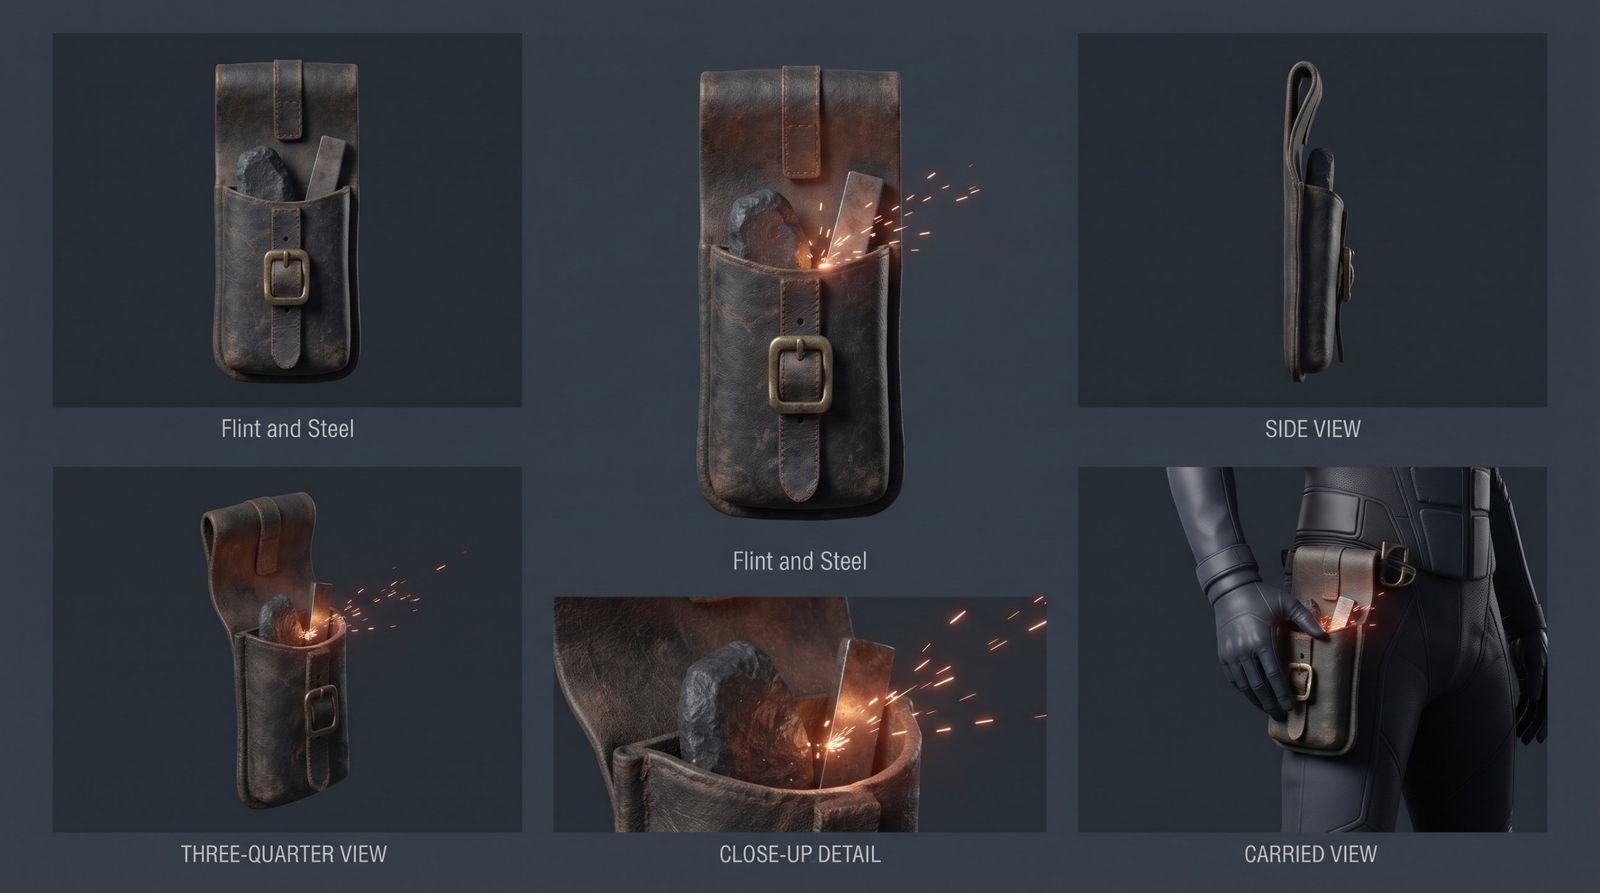 Flint and Steel
Flint and Steel
SIDE VIEW
THREE-QUARTER VIEW
CLOSE-UP DETAIL
CARRIED VIEW